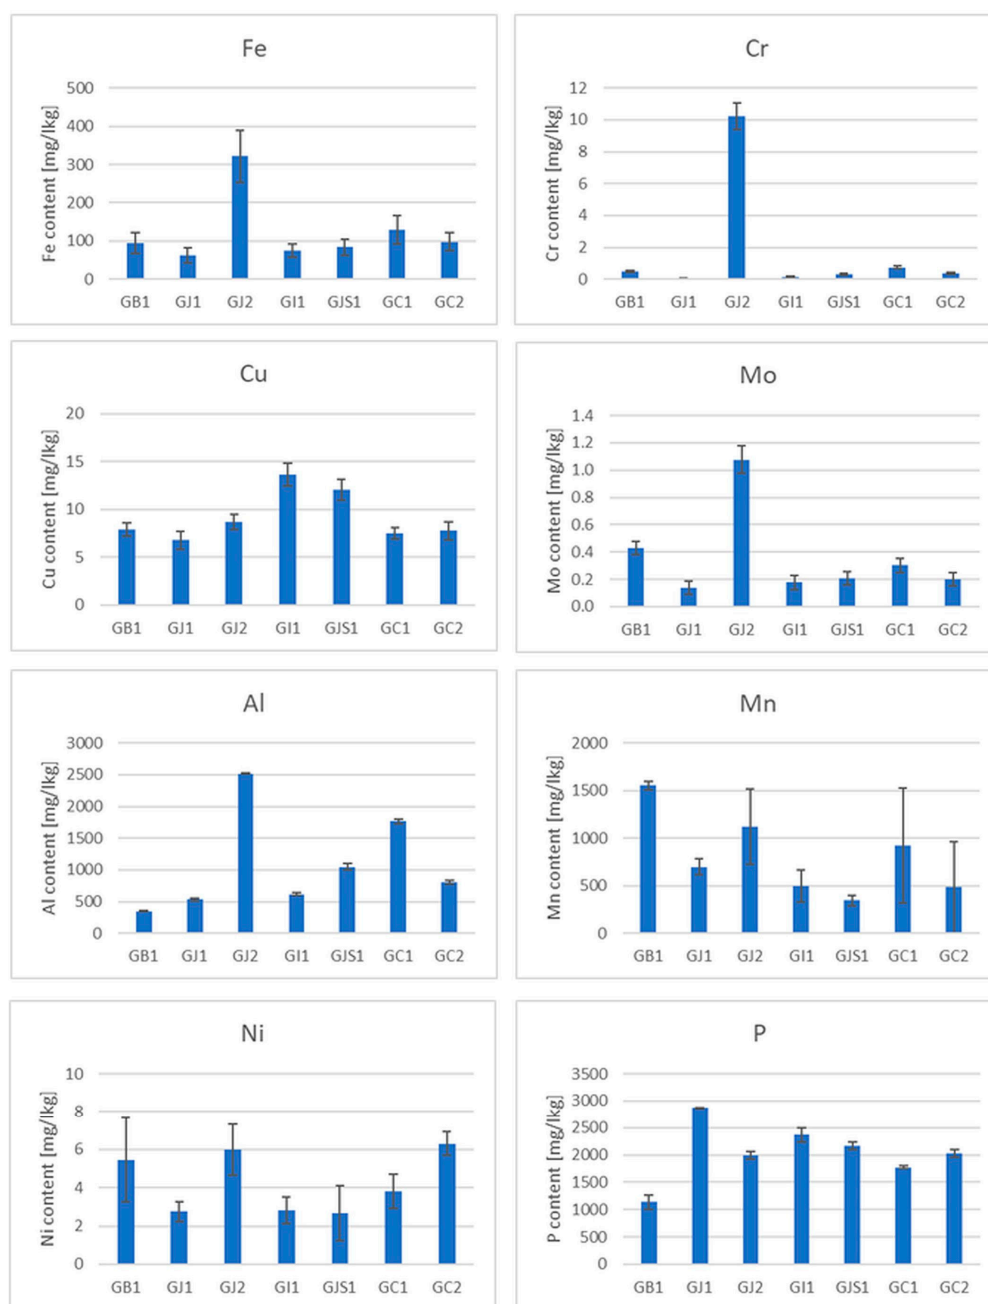 Fe
Fe content [mg/lkg]
500
400
300
200
100
0
GB1 GJ1 GJ2 GI1 GJS1 GC1 GC2
Cr
Cr content [mg/lkg]
12
10
8
6
4
2
0
GB1 GJ1 GJ2 GI1 GJS1 GC1 GC2
Cu
Cu content [mg/lkg]
20
15
10
5
0
GB1 GJ1 GJ2 GI1 GJS1 GC1 GC2
Mo
Mo content [mg/lkg]
1.4
1.2
1.0
0.8
0.6
0.4
0.2
0.0
GB1 GJ1 GJ2 GI1 GJS1 GC1 GC2
Al
Al content [mg/lkg]
3000
2500
2000
1500
1000
500
0
GB1 GJ1 GJ2 GI1 GJS1 GC1 GC2
Mn
Mn content [mg/lkg]
2000
1500
1000
500
0
GB1 GJ1 GJ2 GI1 GJS1 GC1 GC2
Ni
Ni content [mg/lkg]
10
8
6
4
2
0
GB1 GJ1 GJ2 GI1 GJS1 GC1 GC2
P
P content [mg/lkg]
3500
3000
2500
2000
1500
1000
500
0
GB1 GJ1 GJ2 GI1 GJS1 GC1 GC2